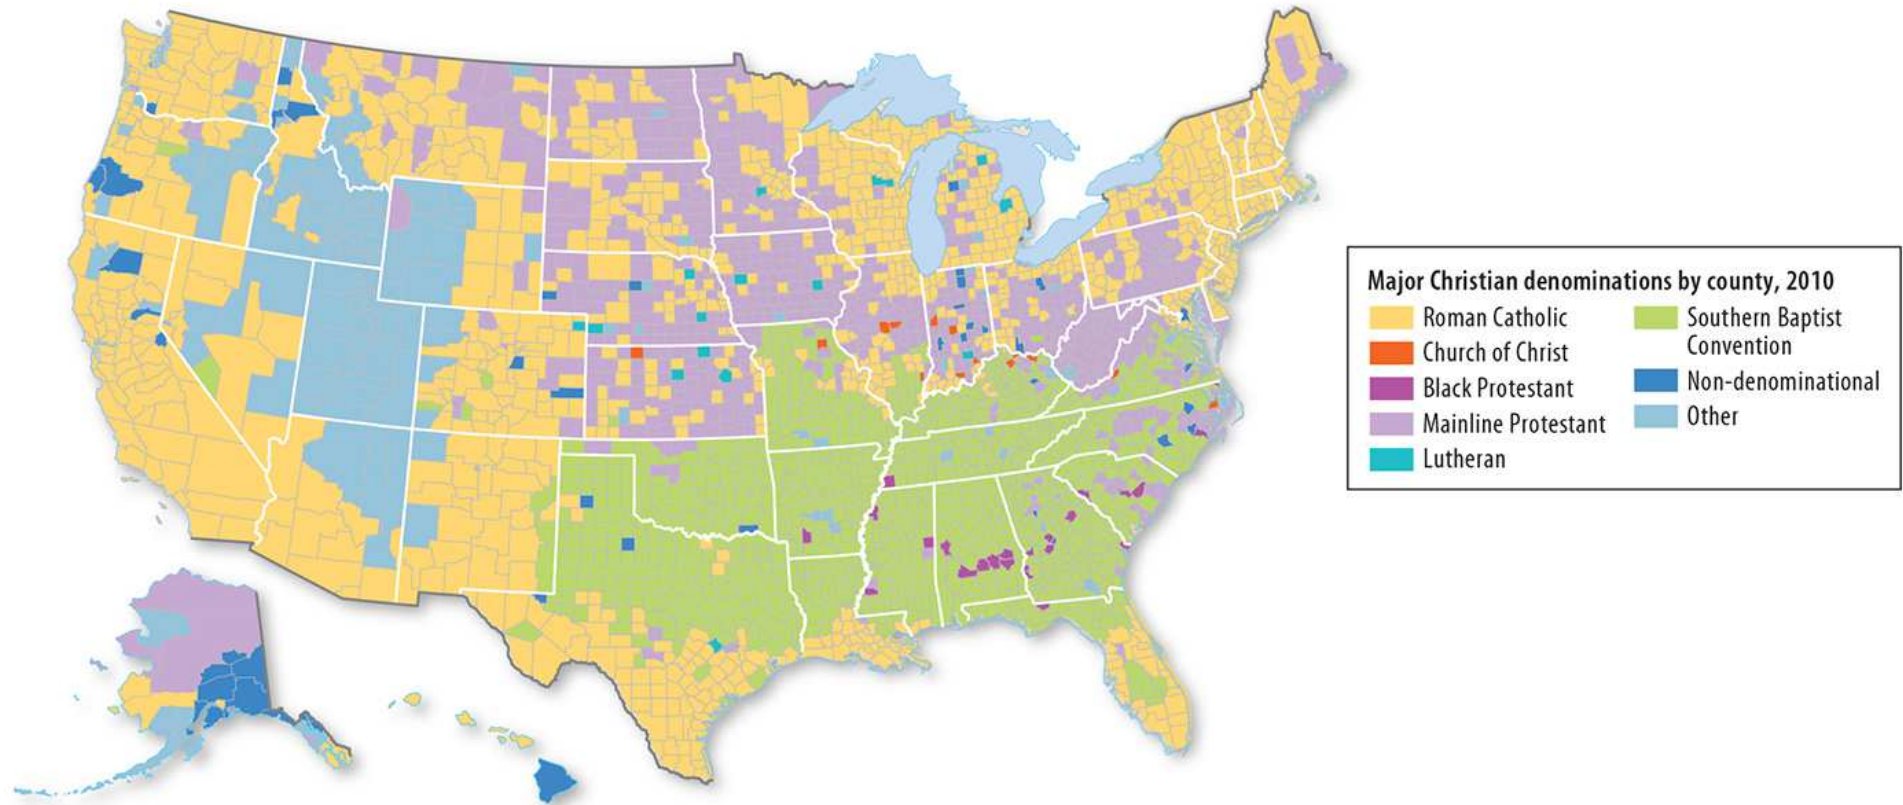 Major Christian denominations by county, 2010
Roman Catholic
Church of Christ
Black Protestant
Mainline Protestant
Lutheran
Southern Baptist
Convention
Non-denominational
Other